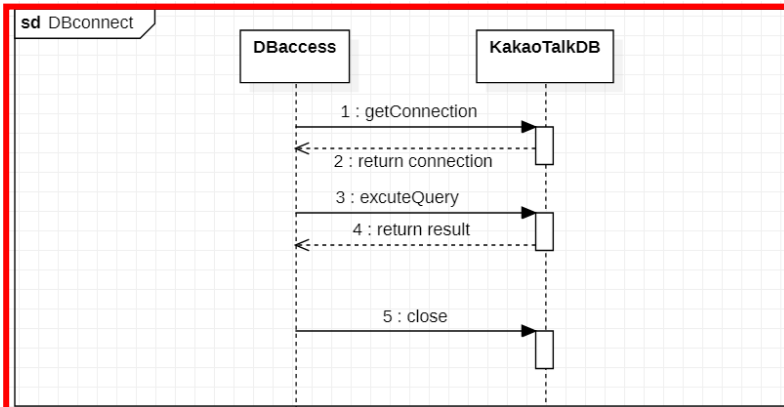 sd DBconnect
DBaccess
KakaoTalkDB
1 : getConnection
2 : return connection
3 : excuteQuery
4 : return result
5 : close